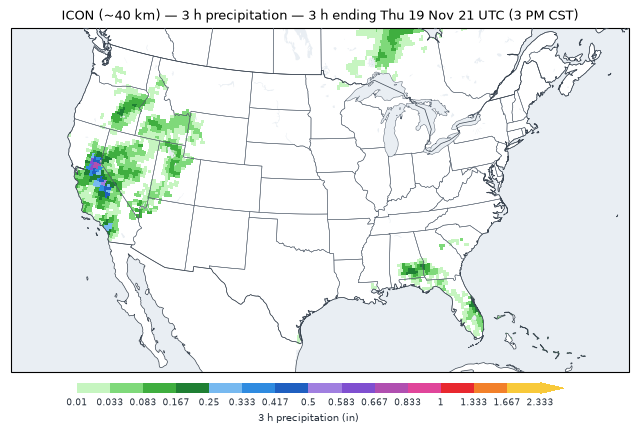 ICON (~40 km) — 3 h precipitation — 3 h ending Thu 19 Nov 21 UTC (3 PM CST)
0.01 0.033 0.083 0.167 0.25 0.333 0.417 0.5 0.583 0.667 0.833 1 1.333 1.667 2.333
3 h precipitation (in)